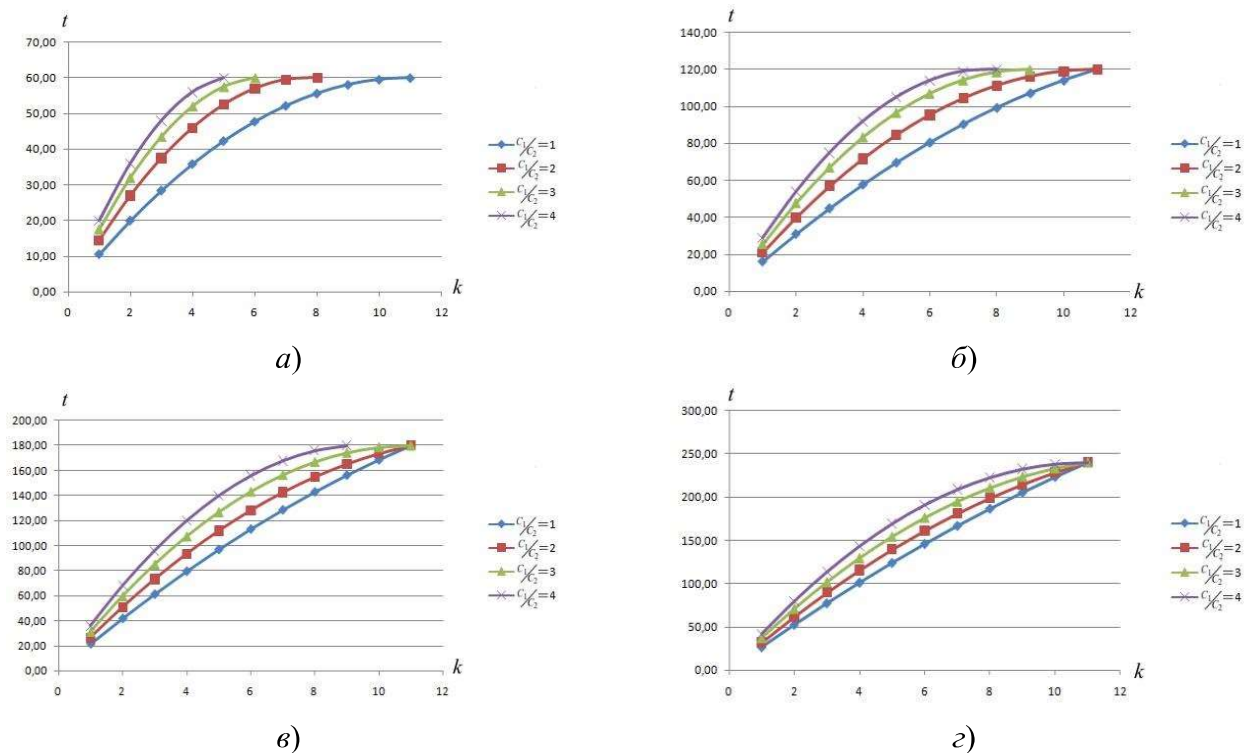 t
70,00
60,00
50,00
40,00
30,00
20,00
10,00
0,00
0 2 4 6 8 10 12
k
C₁/C₂=1
C₁/C₂=2
C₁/C₂=3
C₁/C₂=4
а)
t
140,00
120,00
100,00
80,00
60,00
40,00
20,00
0,00
0 2 4 6 8 10 12
k
C₁/C₂=1
C₁/C₂=2
C₁/C₂=3
C₁/C₂=4
б)
t
200,00
180,00
160,00
140,00
120,00
100,00
80,00
60,00
40,00
20,00
0,00
0 2 4 6 8 10 12
k
C₁/C₂=1
C₁/C₂=2
C₁/C₂=3
C₁/C₂=4
в)
t
300,00
250,00
200,00
150,00
100,00
50,00
0,00
0 2 4 6 8 10 12
k
C₁/C₂=1
C₁/C₂=2
C₁/C₂=3
C₁/C₂=4
г)